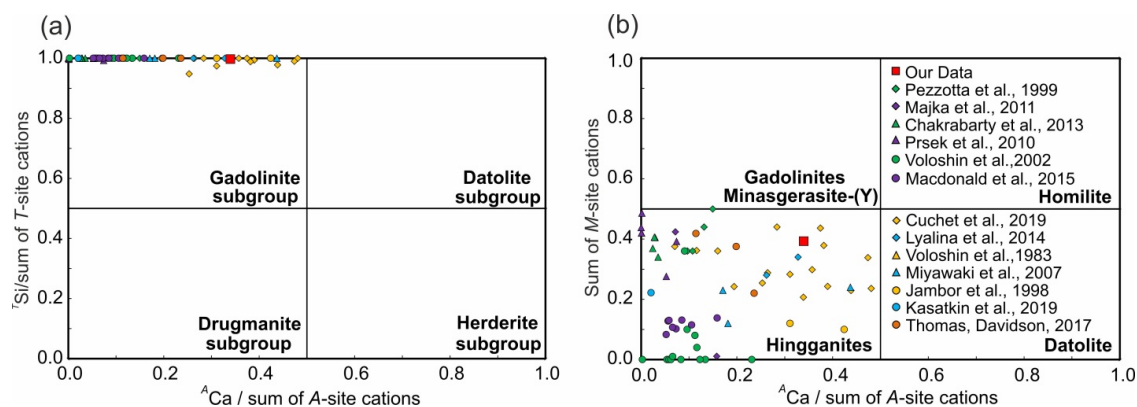 (a)
1.0
0.8
0.6
0.4
0.2
0.0
TSi/sum of T-site cations
Gadolinite
subgroup
Datolite
subgroup
Drugmanite
subgroup
Herderite
subgroup
0.0 0.2 0.4 0.6 0.8 1.0
ACa / sum of A-site cations
(b)
1.0
0.8
0.6
0.4
0.2
0.0
Sum of M-site cations
Our Data
Pezzotta et al., 1999
Majka et al., 2011
Chakrabarty et al., 2013
Prsek et al., 2010
Voloshin et al.,2002
Macdonald et al., 2015
Gadolinites
Minasgerasite-(Y)
Homilite
Cuchet et al., 2019
Lyalina et al., 2014
Voloshin et al.,1983
Miyawaki et al., 2007
Jambor et al., 1998
Kasatkin et al., 2019
Thomas, Davidson, 2017
Hingganites
Datolite
0.0 0.2 0.4 0.6 0.8 1.0
ACa / sum of A-site cations